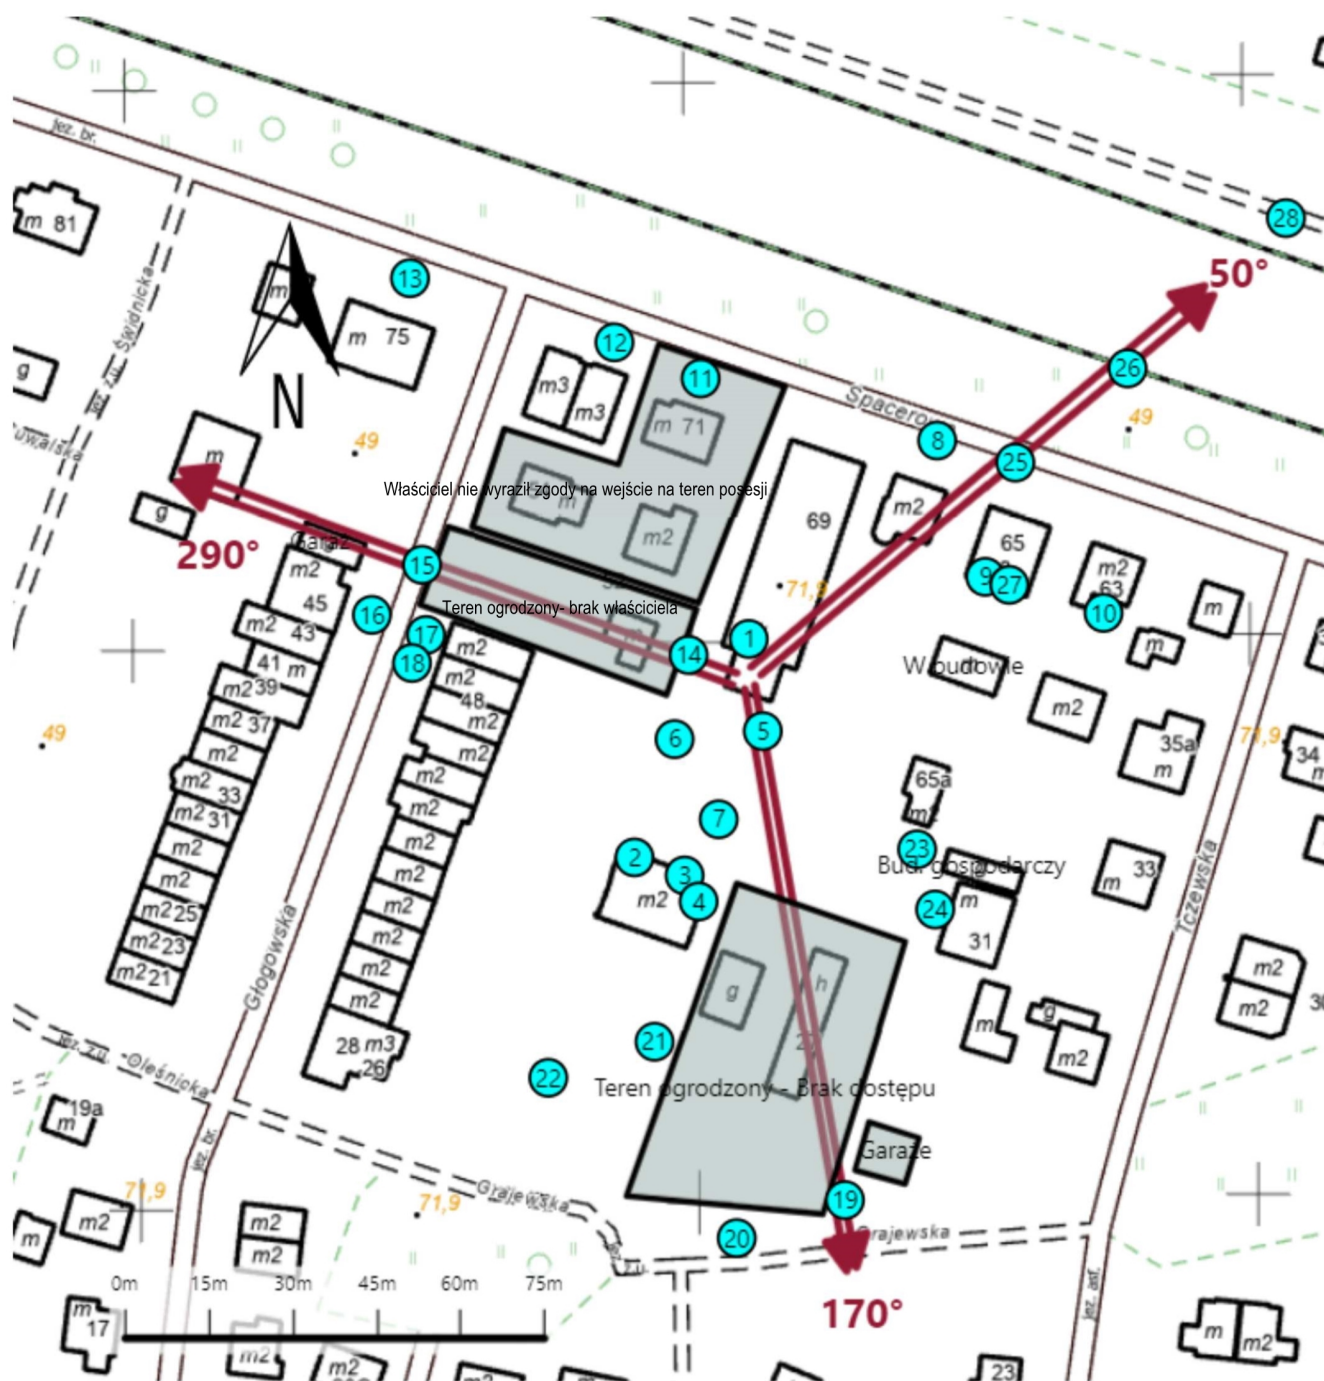 jez. br.
28
50°
m 81
13
m
m 75
12
11
26
jez. z.u. Świdnicka
g
m3
m3
m 71
Spacerowa
8
49
49
N
25
m
Właściciel nie wyraził zgody na wejście na teren posesji
m
m2
69
m2
65
g
290°
Garaż
15
9
27
m2
63
10
m
71,9
m2
45
16
Teren ogrodzony- brak właściciela
m2
43
17
18
m2
14
1
m
W budowie
41 m
m2
m2 39
48
m2
m2
m2 37
6
5
35a
m
71,9
34
49
m2
m2
m2
33
m2
65a
m2
m2 31
m2
7
m2
m2
23
Bud. gospodarczy
2
3
m2
4
m
33
m
m2
m2
24
31
Tczewska
m2 25
m2
m2 23
m2
m2
m2 21
m2
g
h
m2
Głogowska
m2
m
g
m2
28 m3
26
21
22
Teren ogrodzony - Brak dostępu
jez. z.u.
Oleśnicka
19a
m
jez. br.
Garaże
71,9
Grajewska
71,9
19
m2
m2
m2
m
20
Grajewska
z.u.
0m 15m 30m 45m 60m 75m
jez. asf.
170°
m
17
m2
m2
m
m2
23